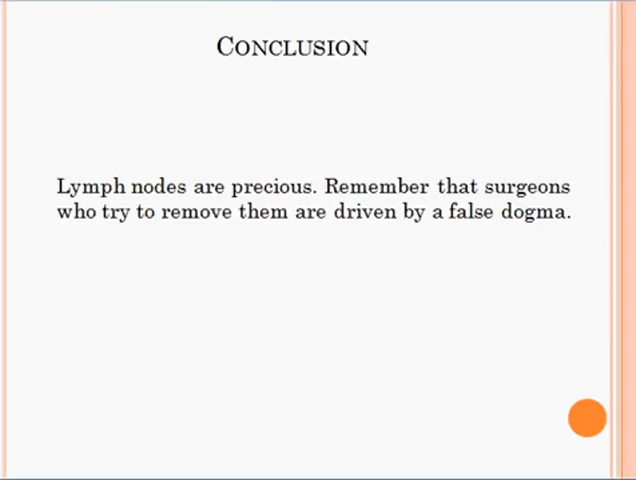 Conclusion
Lymph nodes are precious. Remember that surgeons
who try to remove them are driven by a false dogma.